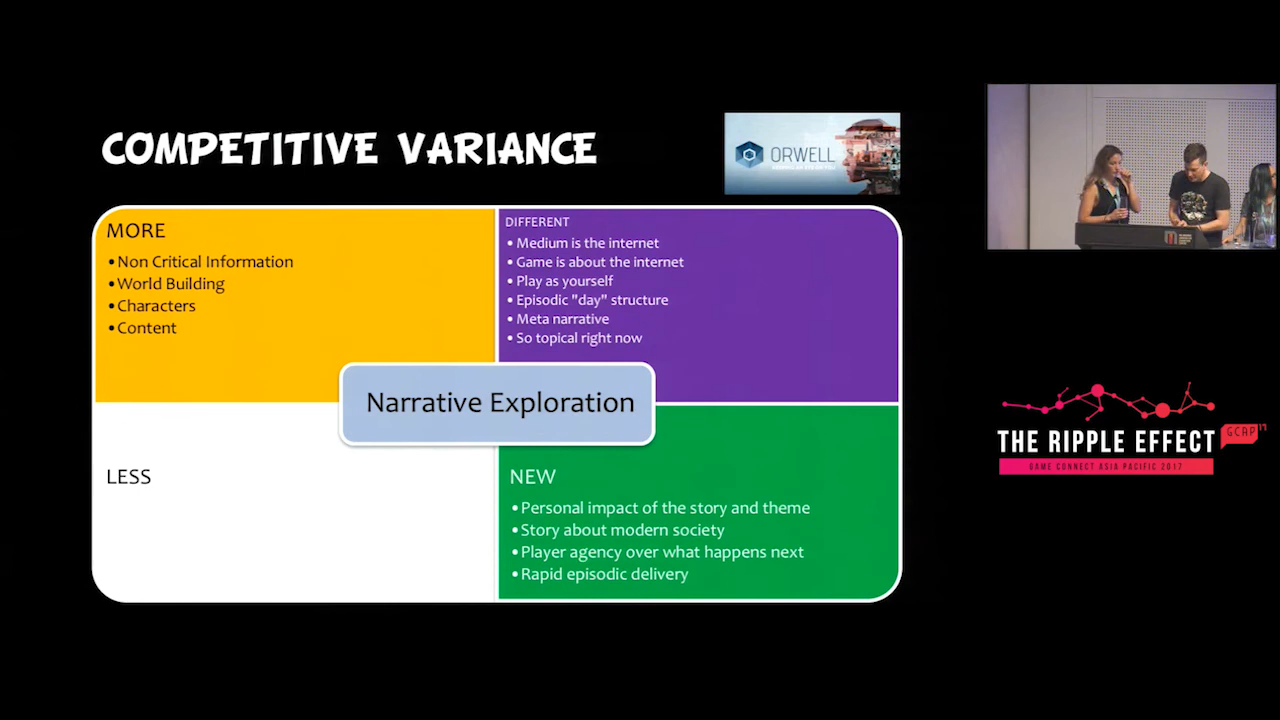 COMPETITIVE VARIANCE
ORWELL
MORE
•Non Critical Information
•World Building
•Characters
•Content
DIFFERENT
•Medium is the internet
•Game is about the internet
•Play as yourself
•Episodic "day" structure
•Meta narrative
•So topical right now
Narrative Exploration
LESS
NEW
•Personal impact of the story and theme
•Story about modern society
•Player agency over what happens next
•Rapid episodic delivery
THE RIPPLE EFFECT
GCAP17
GAME CONNECT ASIA PACIFIC 2017